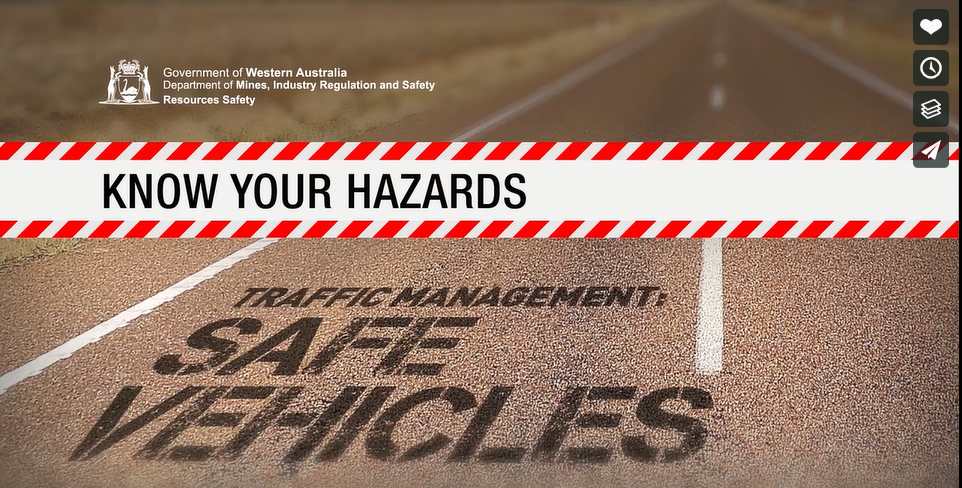 Government of Western Australia
Department of Mines, Industry Regulation and Safety
Resources Safety
KNOW YOUR HAZARDS
TRAFFIC MANAGEMENT:
SAFE
VEHICLES